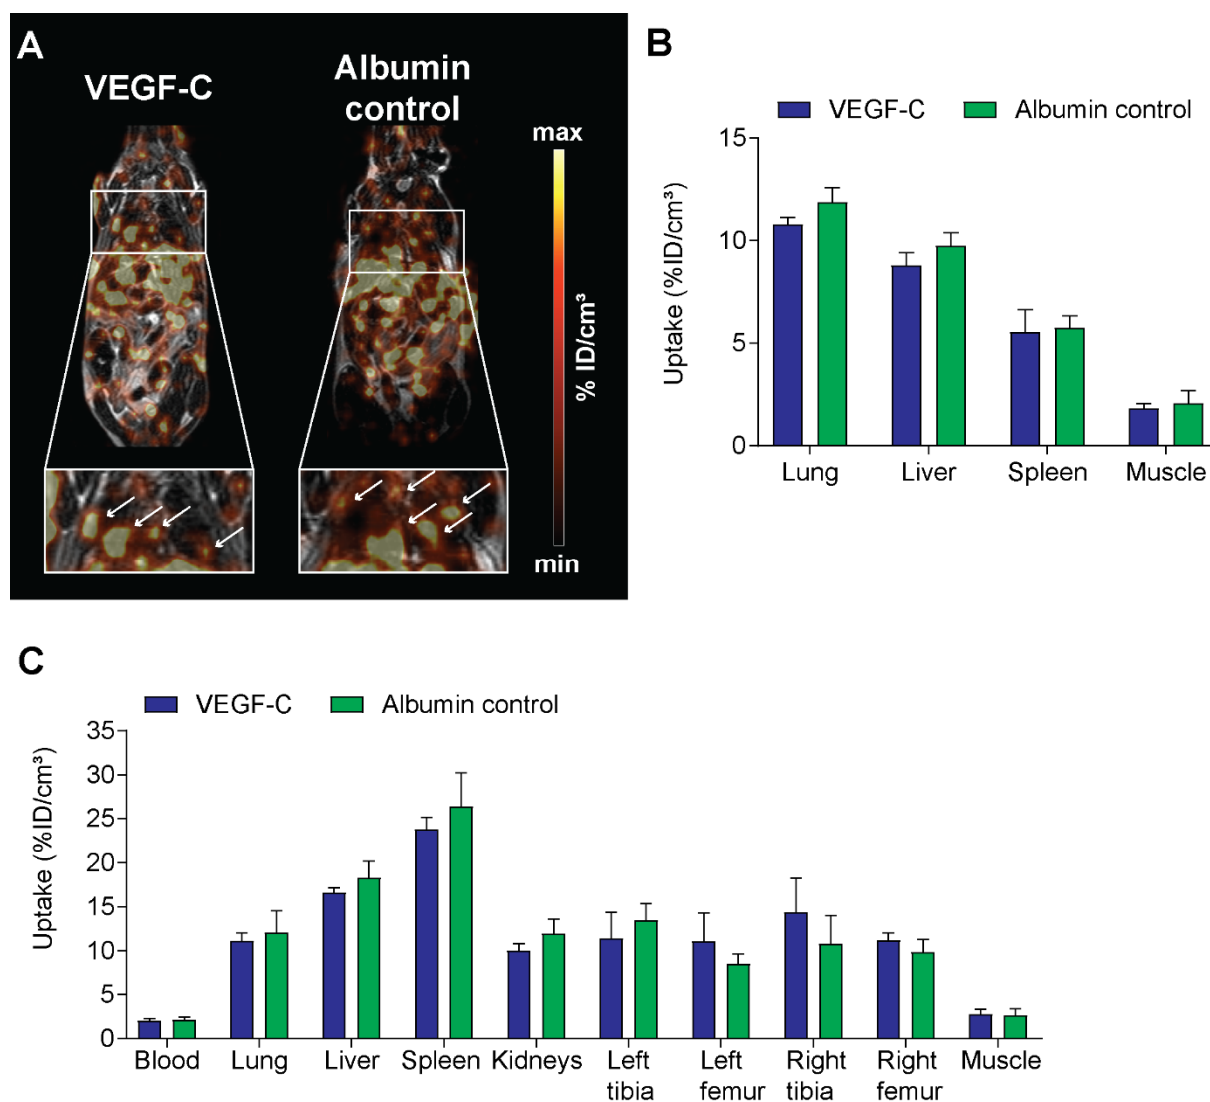 A
VEGF-C
Albumin
control
max
% ID/cm³
min
B
VEGF-C
Albumin control
Uptake (%ID/cm³)
15
10
5
0
Lung
Liver
Spleen
Muscle
C
VEGF-C
Albumin control
Uptake (%ID/cm³)
35
30
25
20
15
10
5
0
Blood
Lung
Liver
Spleen
Kidneys
Left
tibia
Left
femur
Right
tibia
Right
femur
Muscle